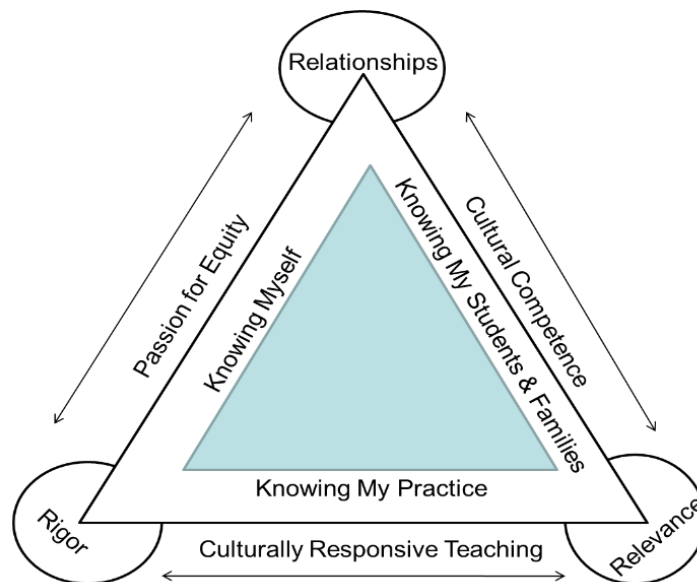 Relationships
Passion for Equity
Knowing Myself
Knowing My Students & Families
Cultural Competence
Knowing My Practice
Rigor
Culturally Responsive Teaching
Relevance